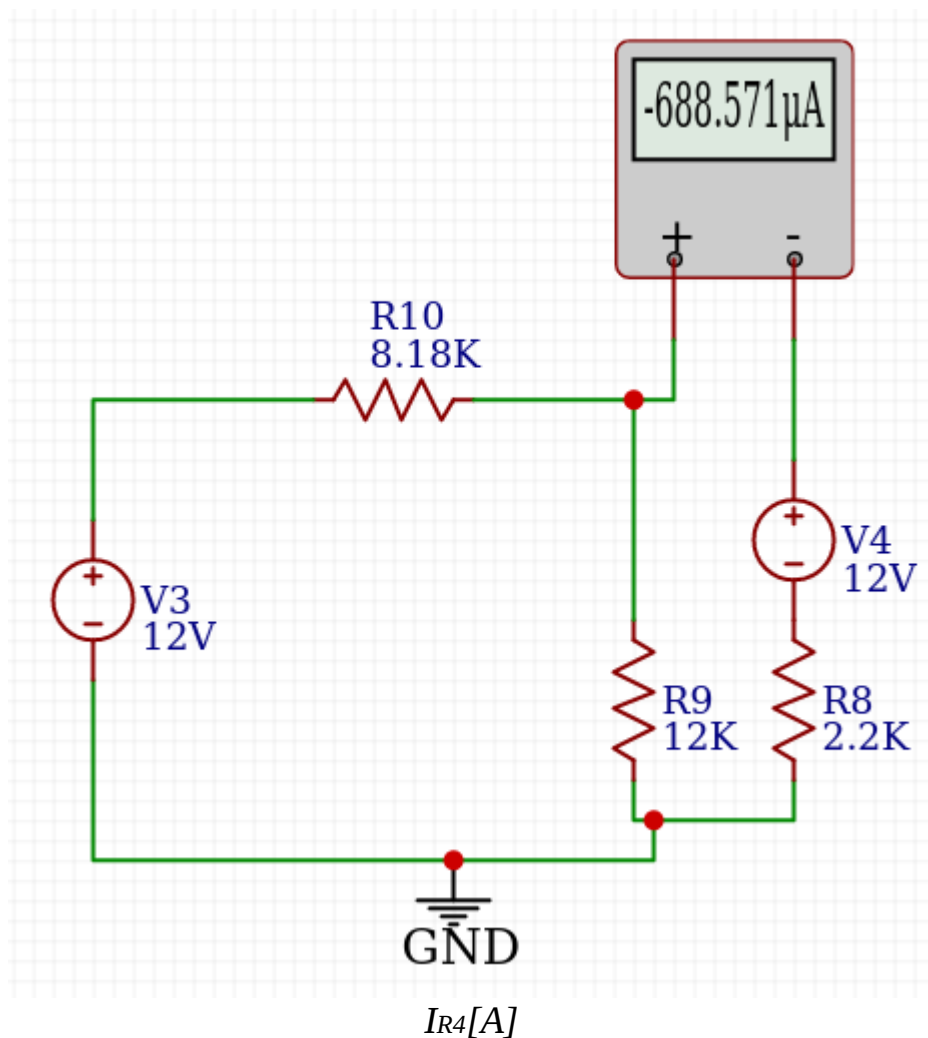 -688.571µA
+ -
R10
8.18K
+
V4
12V
-
+
V3
12V
-
R9
12K
R8
2.2K
GND
IR4[A]